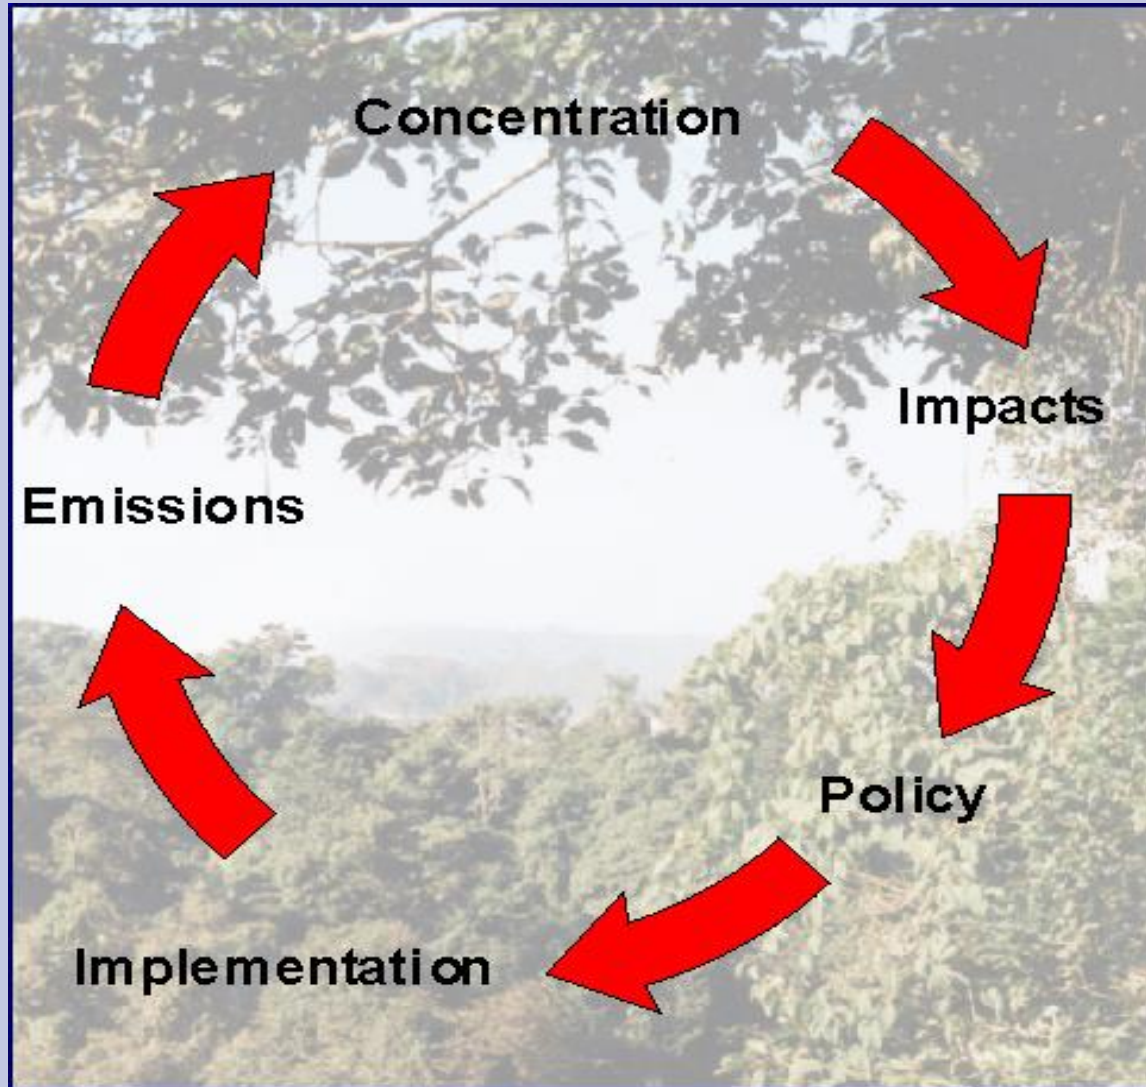 Concentration
Impacts
Emissions
Policy
Implementation